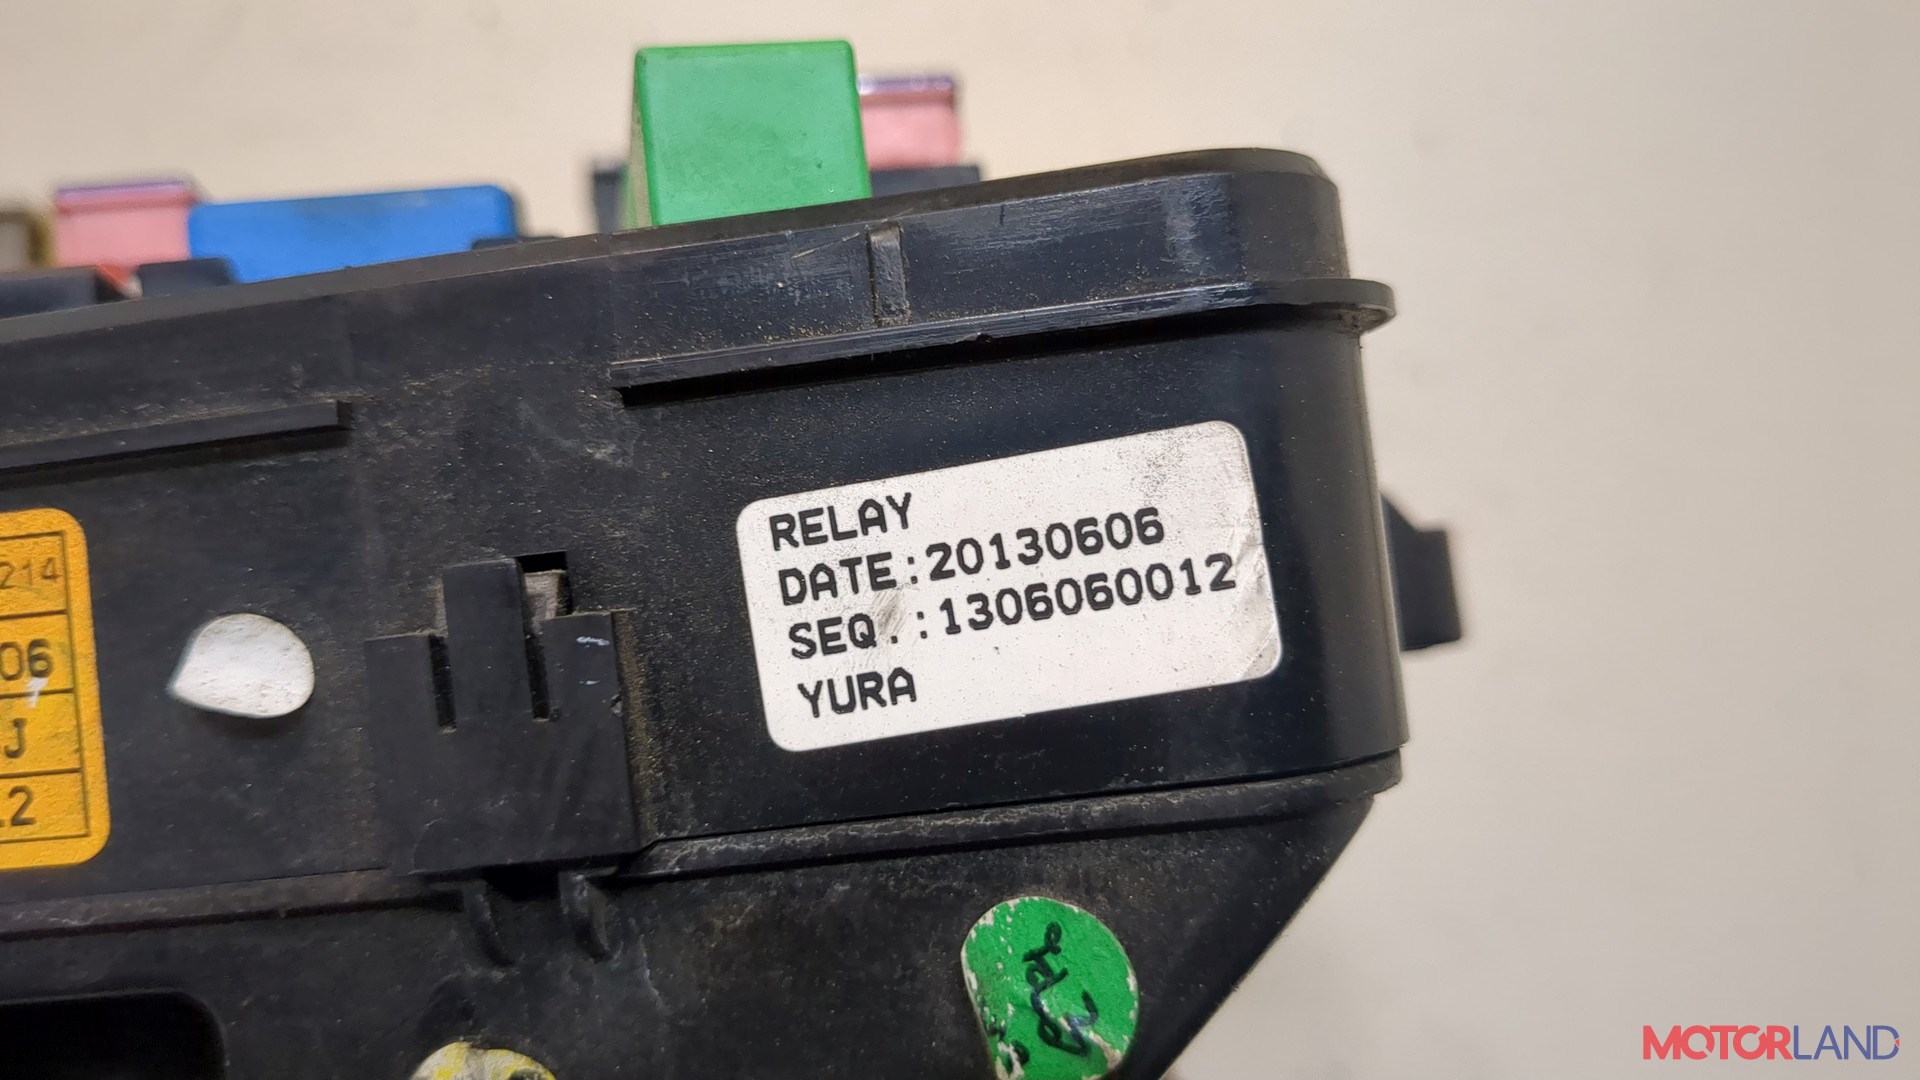 RELAY
DATE:20130606
SEQ.:1306060012
YURA
214
06
J
.2
MOTORLAND